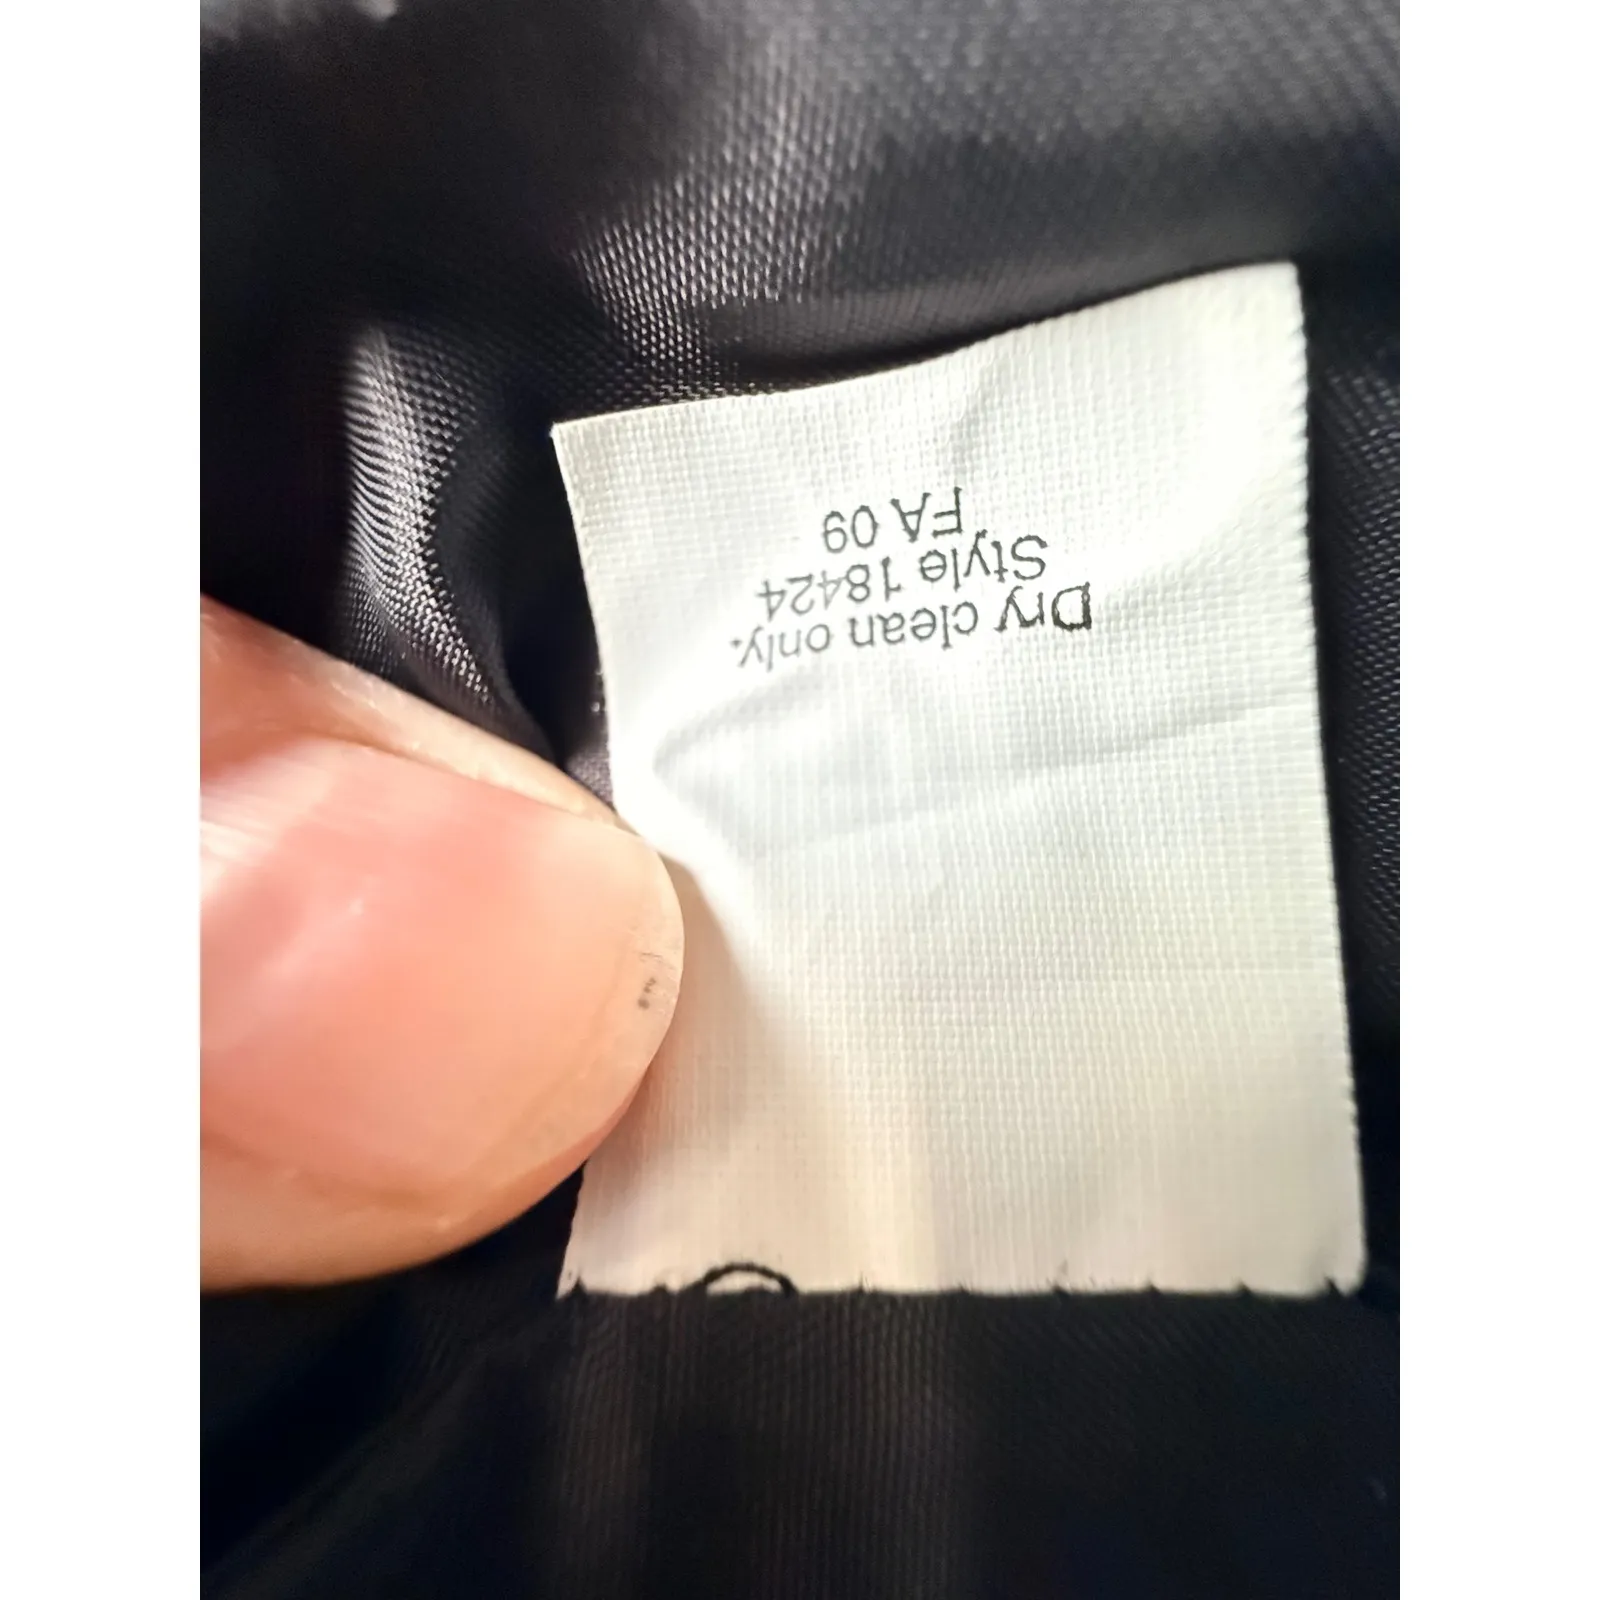 Dry clean only.
Style 18424
FA 09